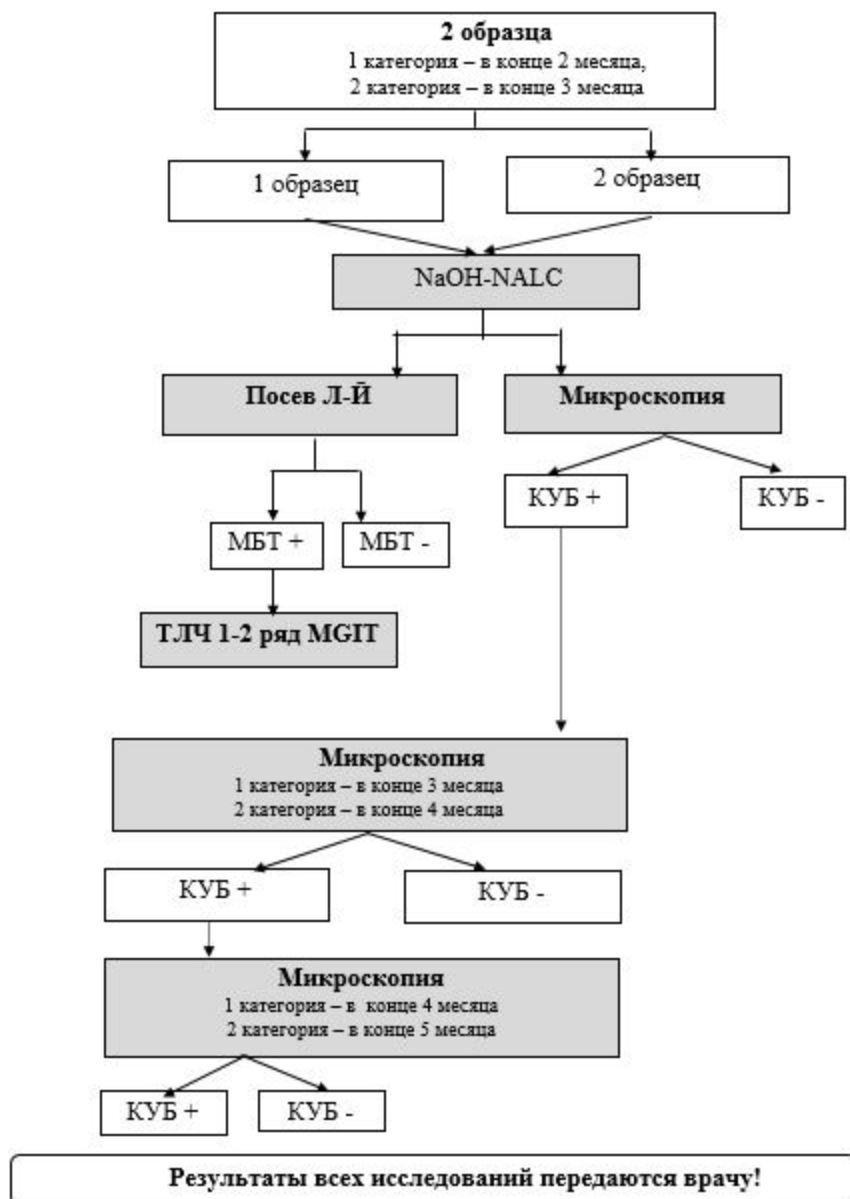 2 образца
1 категория – в конце 2 месяца,
2 категория – в конце 3 месяца
1 образец
2 образец
NaOH-NALC
Посев Л-Й
Микроскопия
КУБ +
КУБ -
МБТ +
МБТ -
ТЛЧ 1-2 ряд MGIT
Микроскопия
1 категория – в конце 3 месяца
2 категория – в конце 4 месяца
КУБ +
КУБ -
Микроскопия
1 категория – в конце 4 месяца
2 категория – в конце 5 месяца
КУБ +
КУБ -
Результаты всех исследований передаются врачу!